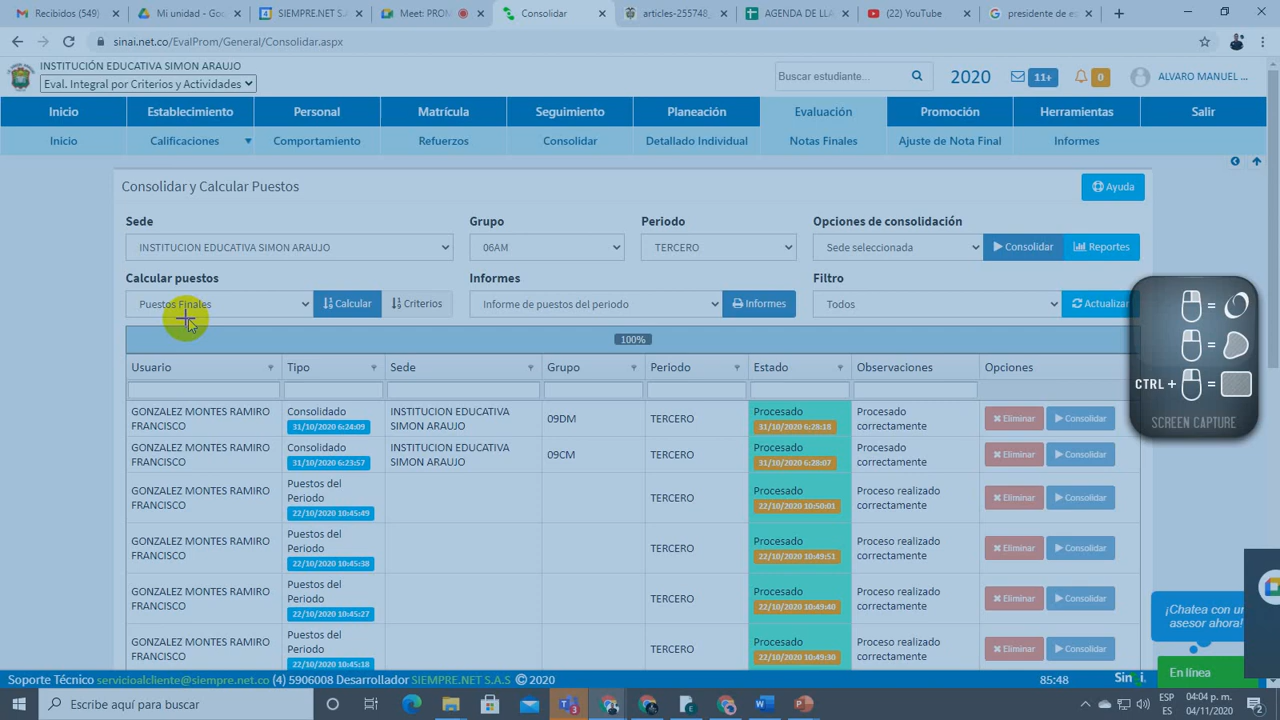 Recibidos (549)
Mi unidad - Goo
SIEMPRE.NET S.A.S
Meet: PROM
Consolidar
articles-255748_
AGENDA DE LLA
(22) YouTube
presidente de es
sinai.net.co/EvalProm/General/Consolidar.aspx
INSTITUCIÓN EDUCATIVA SIMON ARAUJO
Eval. Integral por Criterios y Actividades
Buscar estudiante...
2020
11+
0
ALVARO MANUEL ...
Inicio
Establecimiento
Personal
Matrícula
Seguimiento
Planeación
Evaluación
Promoción
Herramientas
Salir
Inicio
Calificaciones
Comportamiento
Refuerzos
Consolidar
Detallado Individual
Notas Finales
Ajuste de Nota Final
Informes
Consolidar y Calcular Puestos
Ayuda
Sede
Grupo
Periodo
Opciones de consolidación
INSTITUCION EDUCATIVA SIMON ARAUJO
06AM
TERCERO
Sede seleccionada
Consolidar
Reportes
Calcular puestos
Informes
Filtro
Puestos Finales
Calcular
Criterios
Informe de puestos del periodo
Informes
Todos
Actualizar
100%
Usuario
Tipo
Sede
Grupo
Periodo
Estado
Observaciones
Opciones
GONZALEZ MONTES RAMIRO FRANCISCO
Consolidado
31/10/2020 6:24:09
INSTITUCION EDUCATIVA SIMON ARAUJO
09DM
TERCERO
Procesado
31/10/2020 6:28:18
Procesado correctamente
Eliminar
Consolidar
GONZALEZ MONTES RAMIRO FRANCISCO
Consolidado
31/10/2020 6:23:57
INSTITUCION EDUCATIVA SIMON ARAUJO
09CM
TERCERO
Procesado
31/10/2020 6:28:07
Procesado correctamente
Eliminar
Consolidar
GONZALEZ MONTES RAMIRO FRANCISCO
Puestos del Periodo
22/10/2020 10:45:49
TERCERO
Procesado
22/10/2020 10:50:01
Proceso realizado correctamente
Eliminar
Consolidar
GONZALEZ MONTES RAMIRO FRANCISCO
Puestos del Periodo
22/10/2020 10:45:38
TERCERO
Procesado
22/10/2020 10:49:51
Proceso realizado correctamente
Eliminar
Consolidar
GONZALEZ MONTES RAMIRO FRANCISCO
Puestos del Periodo
22/10/2020 10:45:27
TERCERO
Procesado
22/10/2020 10:49:40
Proceso realizado correctamente
Eliminar
Consolidar
GONZALEZ MONTES RAMIRO FRANCISCO
Puestos del Periodo
22/10/2020 10:45:18
TERCERO
Procesado
22/10/2020 10:49:30
Proceso realizado correctamente
Eliminar
Consolidar
CTRL +
SCREEN CAPTURE
¡Chatea con un asesor ahora!
En línea
Soporte Técnico servicioalcliente@siempre.net.co (4) 5906008 Desarrollador SIEMPRE.NET S.A.S © 2020
85:48
Escribe aquí para buscar
ESP
ES
04:04 p. m.
04/11/2020
2